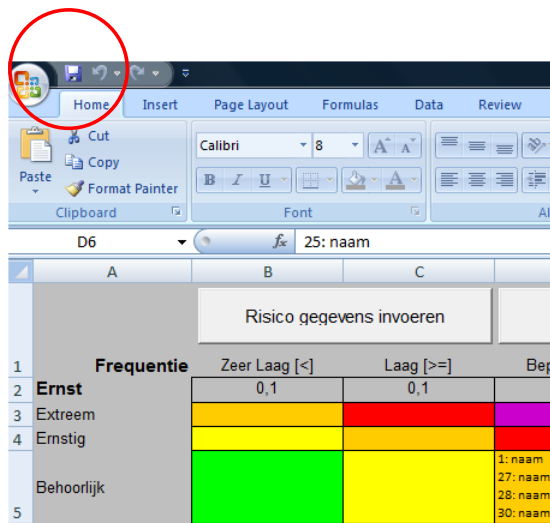 Home Insert Page Layout Formulas Data Review
Cut
Copy
Paste
Format Painter
Calibri 8 A A
B I U A
Clipboard Font
D6 fx 25: naam
A B C
Risico gegevens invoeren
1 Frequentie Zeer Laag [<] Laag [>=]
2 Ernst 0,1 0,1
3 Extreem
4 Ernstig
1: naam
27: naam
Behoorlijk
28: naam
5 30: naam